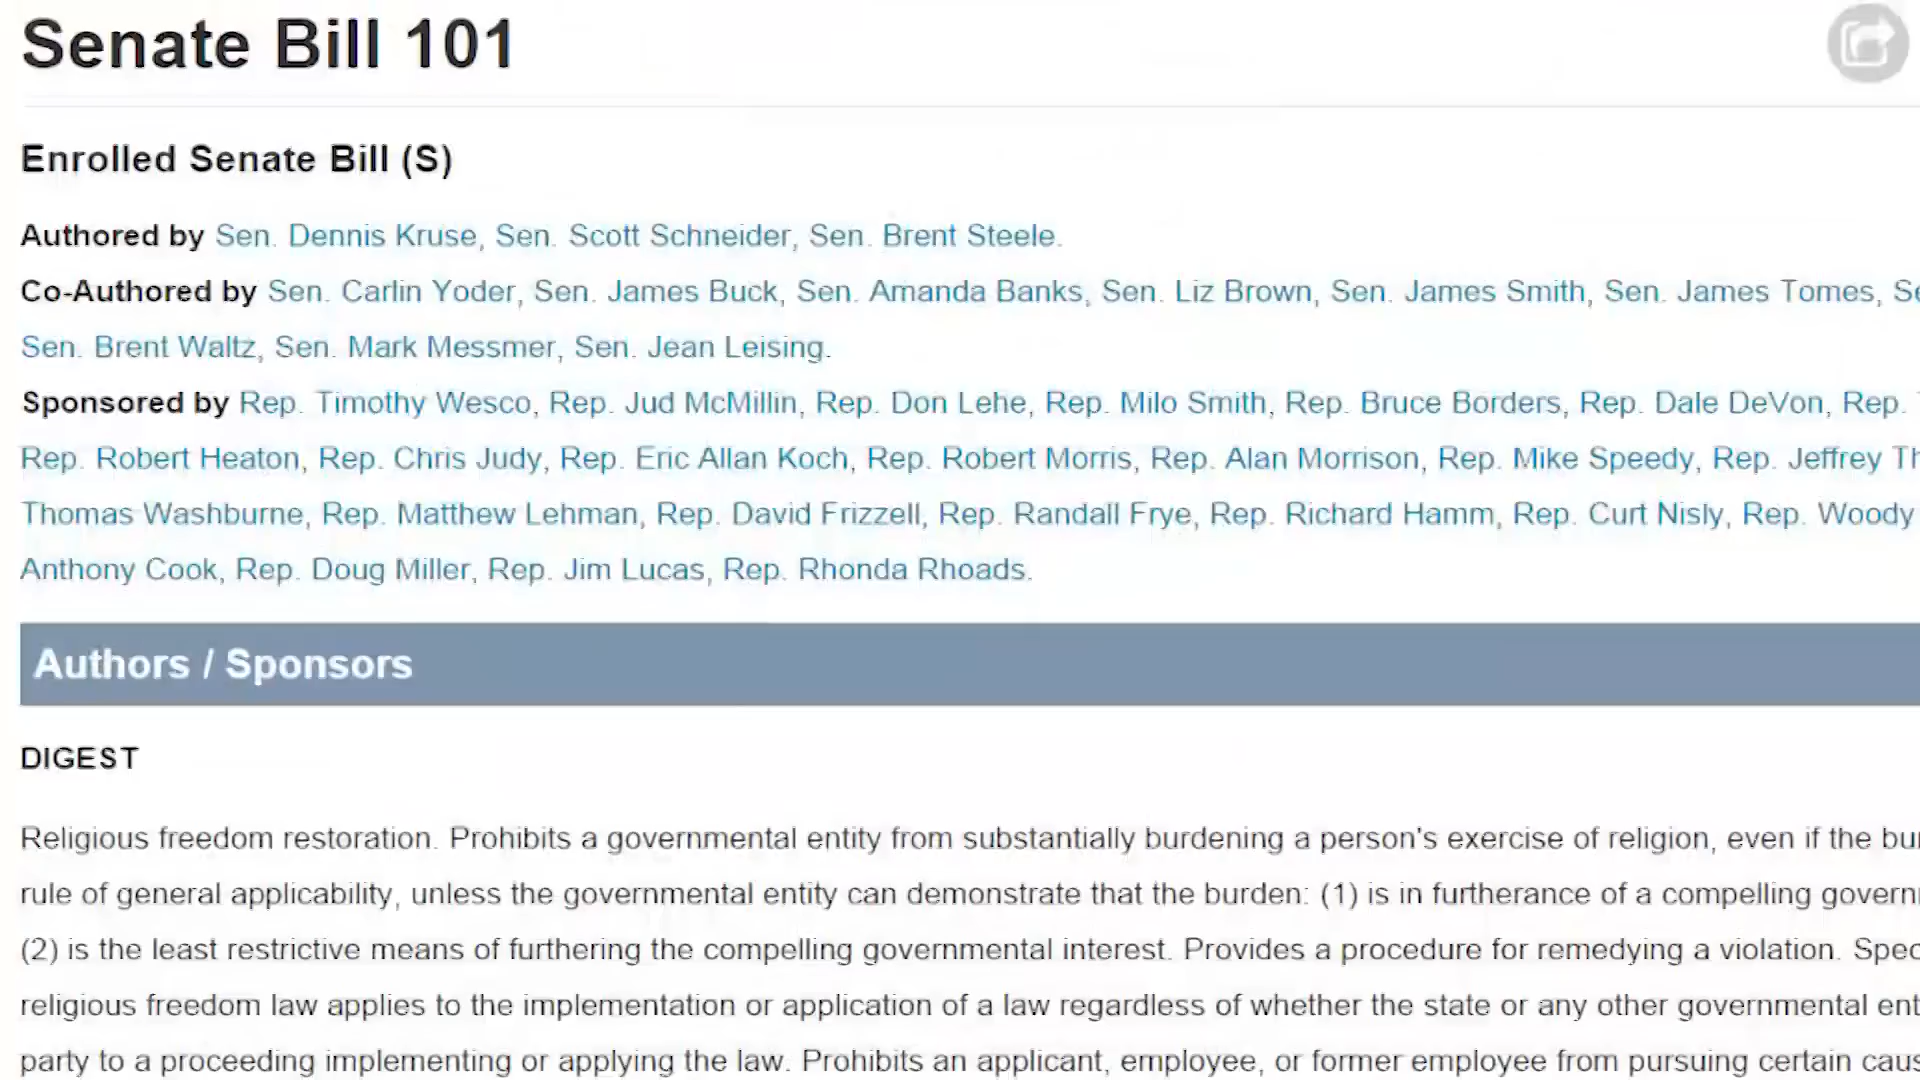 Senate Bill 101
Enrolled Senate Bill (S)
Authored by Sen. Dennis Kruse, Sen. Scott Schneider, Sen. Brent Steele.
Co-Authored by Sen. Carlin Yoder, Sen. James Buck, Sen. Amanda Banks, Sen. Liz Brown, Sen. James Smith, Sen. James Tomes,
Sen. Brent Waltz, Sen. Mark Messmer, Sen. Jean Leising.
Sponsored by Rep. Timothy Wesco, Rep. Jud McMillin, Rep. Don Lehe, Rep. Milo Smith, Rep. Bruce Borders, Rep. Dale DeVon, Rep.
Rep. Robert Heaton, Rep. Chris Judy, Rep. Eric Allan Koch, Rep. Robert Morris, Rep. Alan Morrison, Rep. Mike Speedy, Rep. Jeffrey
Thomas Washburne, Rep. Matthew Lehman, Rep. David Frizzell, Rep. Randall Frye, Rep. Richard Hamm, Rep. Curt Nisly, Rep. Woody
Anthony Cook, Rep. Doug Miller, Rep. Jim Lucas, Rep. Rhonda Rhoads.
Authors / Sponsors
DIGEST
Religious freedom restoration. Prohibits a governmental entity from substantially burdening a person's exercise of religion, even if the
rule of general applicability, unless the governmental entity can demonstrate that the burden: (1) is in furtherance of a compelling
(2) is the least restrictive means of furthering the compelling governmental interest. Provides a procedure for remedying a violation.
religious freedom law applies to the implementation or application of a law regardless of whether the state or any other governmental
party to a proceeding implementing or applying the law. Prohibits an applicant, employee, or former employee from pursuing certain